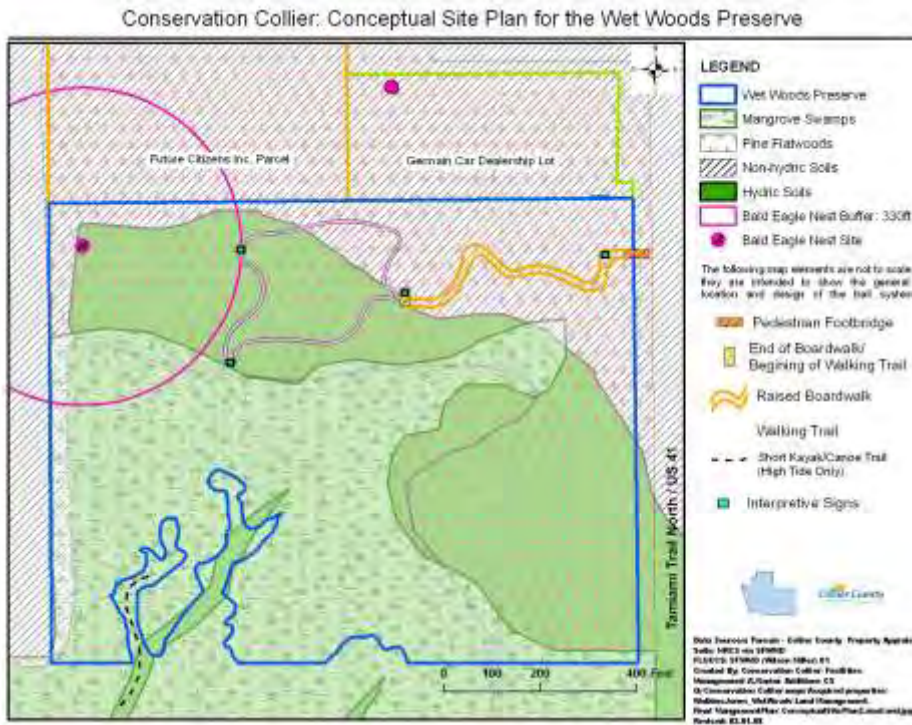 Conservation Collier: Conceptual Site Plan for the Wet Woods Preserve
Future Citizens Inc. Parcel
Germain Car Dealership Lot
Tamiami Trail North / US 41
0
200
400 Feet
LEGEND
Wet Woods Preserve
Mangrove Swamps
Pine Flatwoods
Non-hydric Soils
Hydric Soils
Bald Eagle Nest Buffer: 330ft
Bald Eagle Nest Site
The following map elements are not to scale
they are intended to show the general
location and design of the trail system
Pedestrian Footbridge
End of Boardwalk/
Begining of Walking Trail
Raised Boardwalk
Walking Trail
Short Kayak/Canoe Trail
(High Tide Only)
Interpretive Signs
Collier County
Data Sources: Parcels - Collier County Property
Created By: Conservation Collier